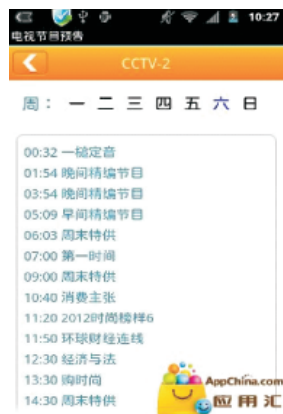 10:27
电视节目预告
CCTV-2
周： 一 二 三 四 五 六 日
00:32 一槌定音
01:54 晚间精编节目
03:54 晚间精编节目
05:09 早间精编节目
06:03 周末特供
07:00 第一时间
09:00 周末特供
10:40 消费主张
11:20 2012时尚榜样6
11:50 环球财经连线
12:30 经济与法
13:30 购时尚
14:30 周末特供
AppChina.com
应用汇